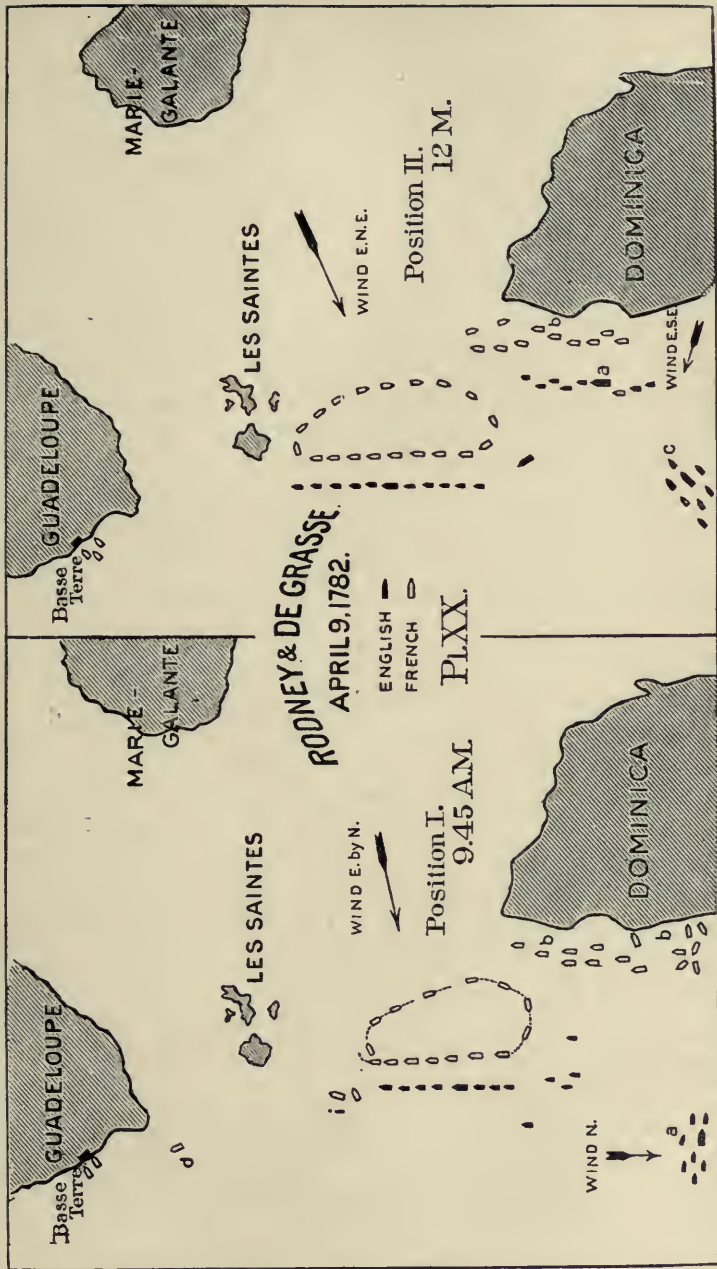 GUADELOUPE
Basse
Terre
MARIE-
GALANTE
LES SAINTES
d
i
WIND E. by N.
Position I.
9.45 A.M.
DOMINICA
b
b
WIND N.
a
RODNEY & DE GRASSE.
APRIL 9, 1782.
ENGLISH
FRENCH
Pl. XX.
GUADELOUPE
Basse
Terre
MARIE-
GALANTE
LES SAINTES
WIND E.N.E.
Position II.
12 M.
DOMINICA
b
a
WIND E.S.E.
c